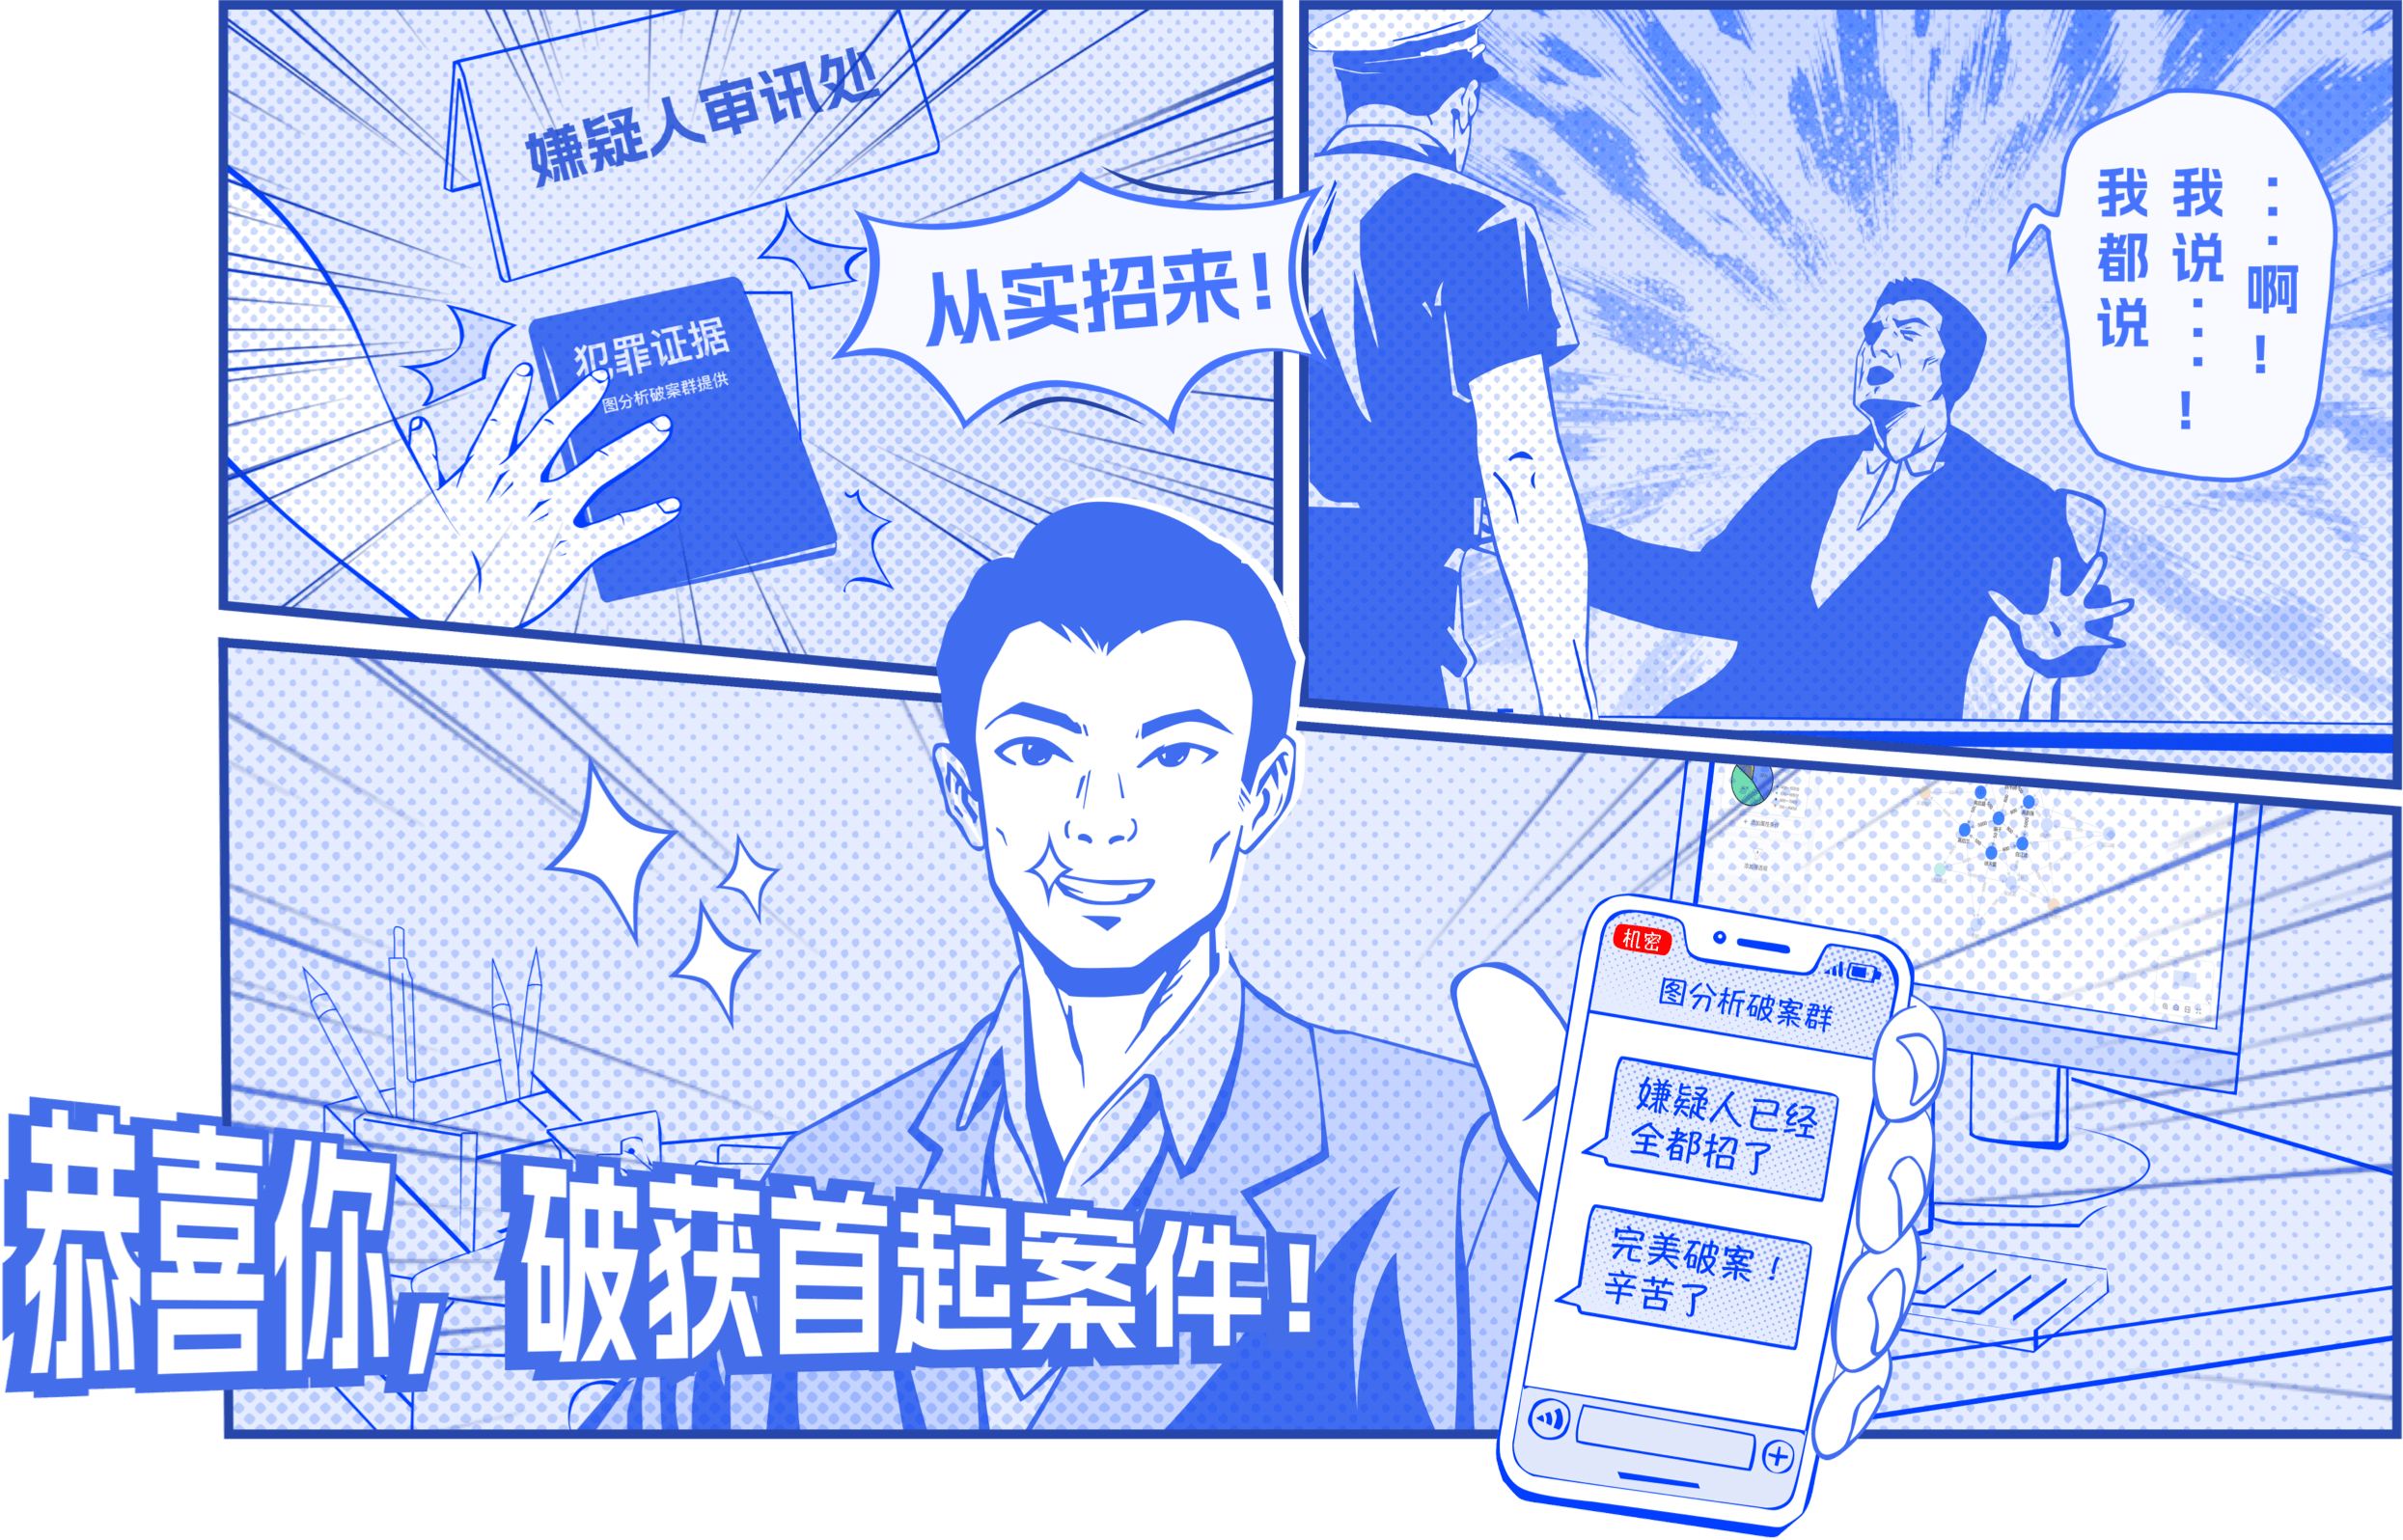 嫌疑人审讯处
犯罪证据
图分析破案群提供
从实招来!
……啊!
我说……!
我都说
机密
图分析破案群
嫌疑人已经
全都招了
完美破案!
辛苦了
恭喜你,破获首起案件!